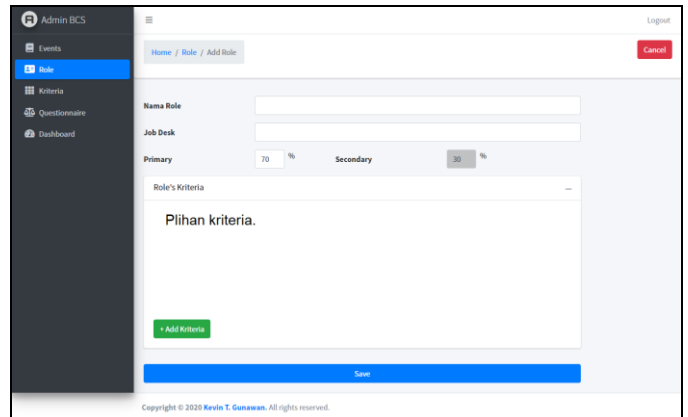 Admin BCS
Logout
Events
Role
Kriteria
Questionnaire
Dashboard
Home / Role / Add Role
Cancel
Nama Role
Job Desk
Primary 70 % Secondary 30 %
Role's Kriteria
Plihan kriteria.
+ Add Kriteria
Save
Copyright © 2020 Kevin T. Gunawan. All rights reserved.